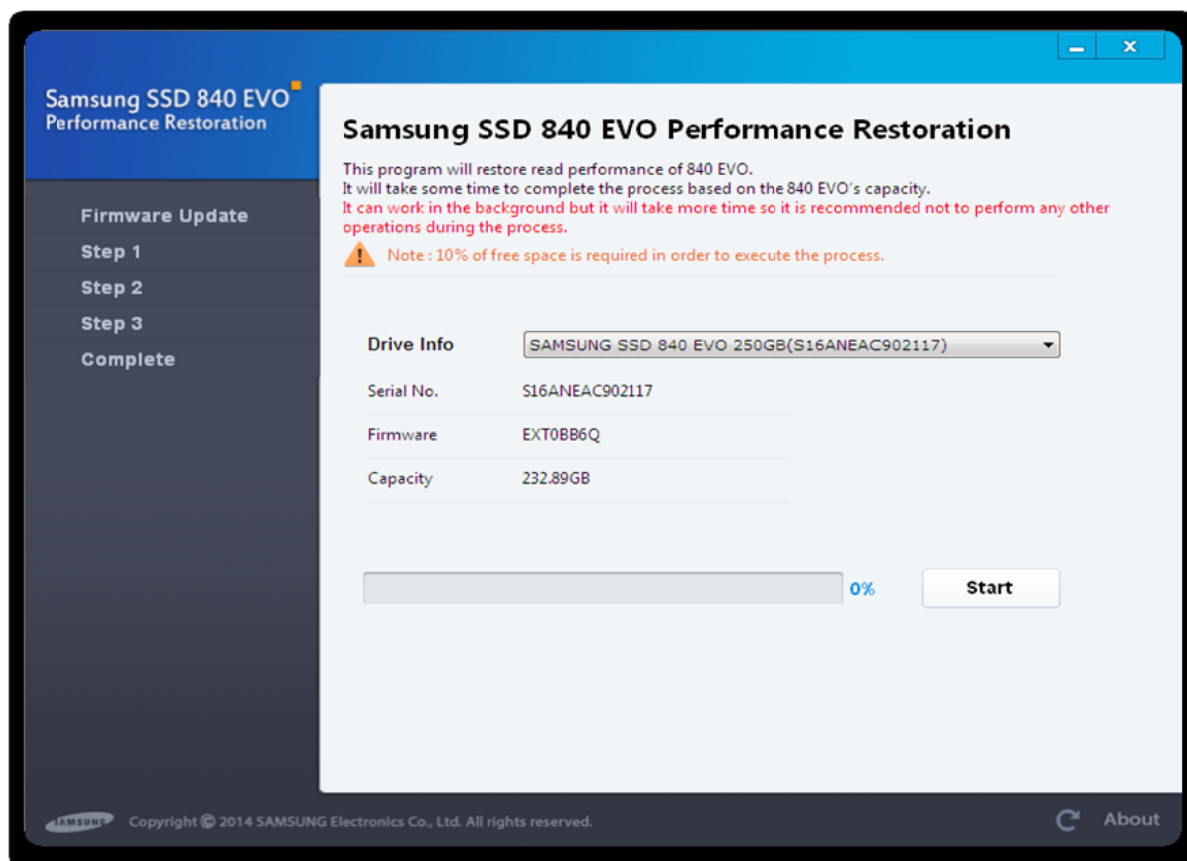 Samsung SSD 840 EVO
Performance Restoration
Firmware Update
Step 1
Step 2
Step 3
Complete
Samsung SSD 840 EVO Performance Restoration
This program will restore read performance of 840 EVO.
It will take some time to complete the process based on the 840 EVO's capacity.
It can work in the background but it will take more time so it is recommended not to perform any other
operations during the process.
Note : 10% of free space is required in order to execute the process.
Drive Info SAMSUNG SSD 840 EVO 250GB(S16ANEAC902117)
Serial No. S16ANEAC902117
Firmware EXT0BB6Q
Capacity 232.89GB
0% Start
SAMSUNG Copyright © 2014 SAMSUNG Electronics Co., Ltd. All rights reserved. About